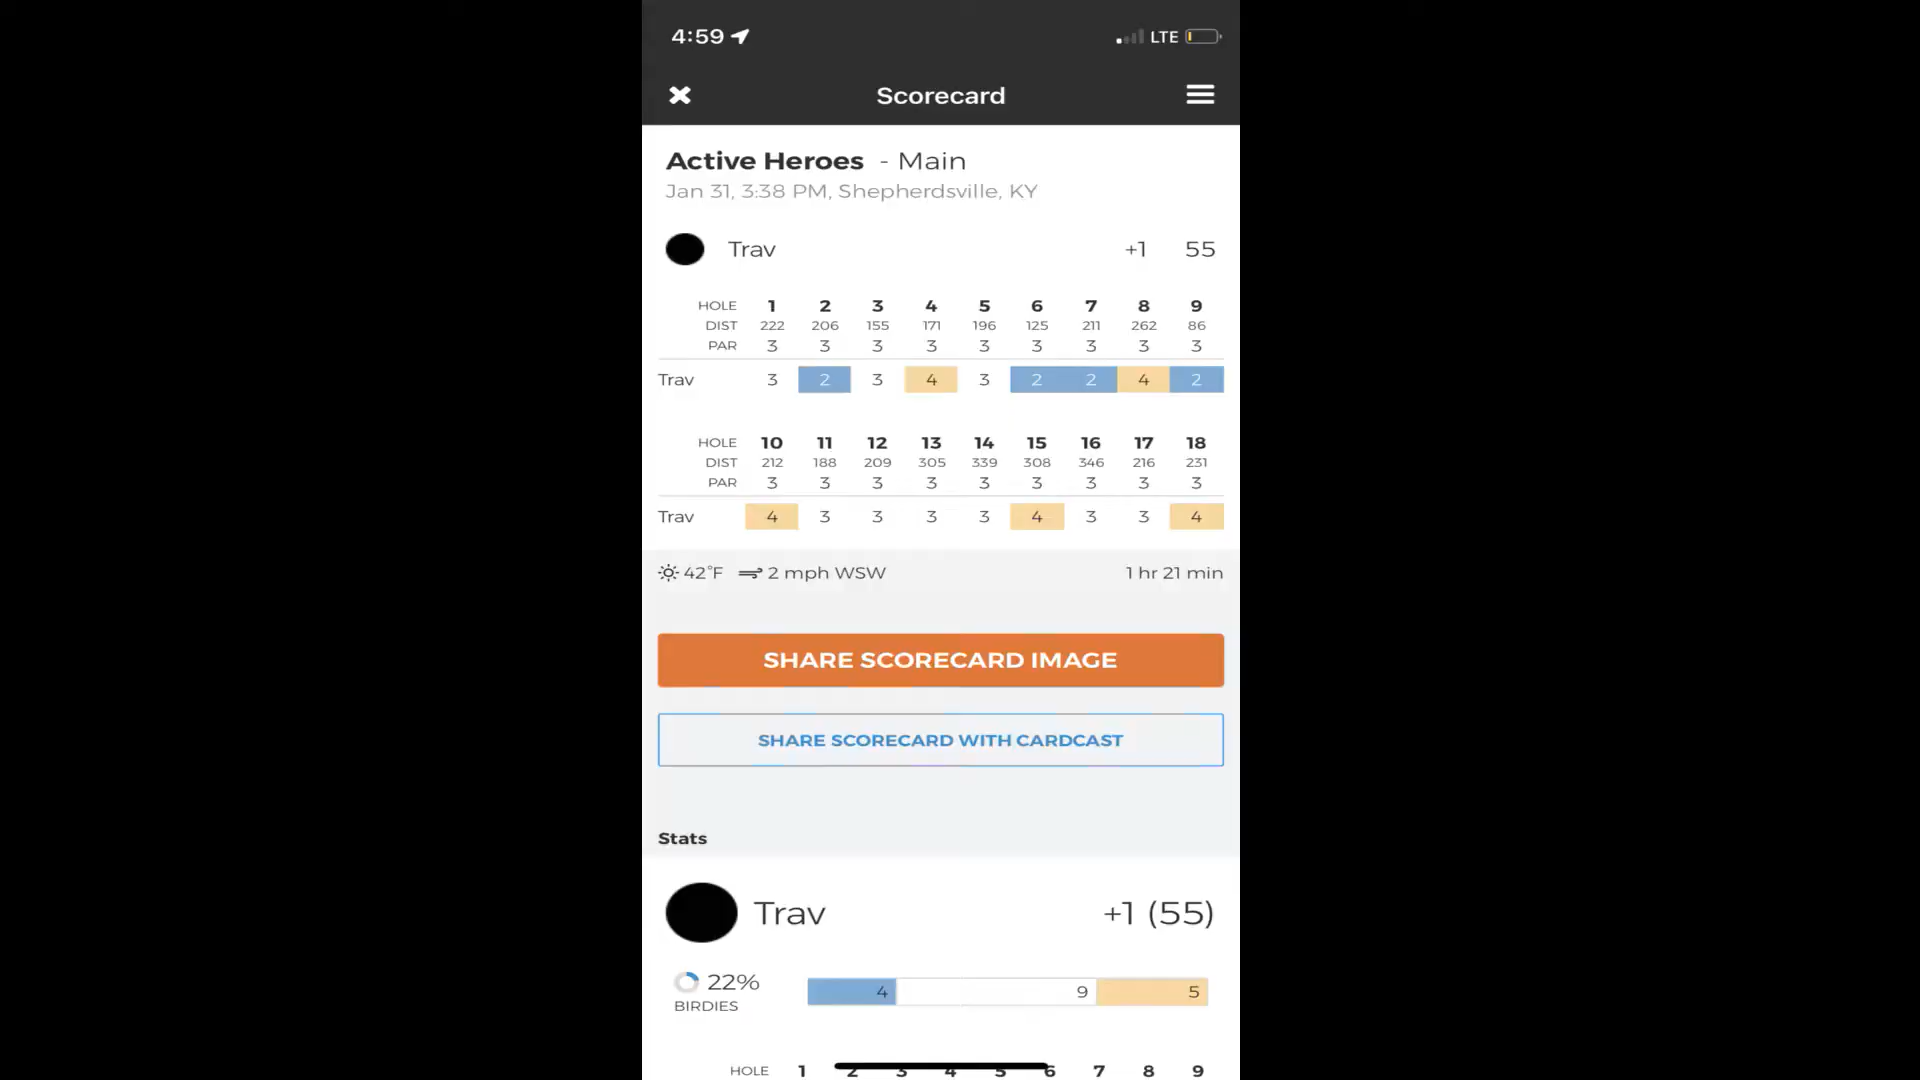 4:59 LTE
Scorecard
Active Heroes - Main
Jan 31, 3:38 PM, Shepherdsville, KY
Trav +1 55
HOLE 1 2 3 4 5 6 7 8 9
DIST 222 206 155 171 196 125 211 262 86
PAR 3 3 3 3 3 3 3 3 3
Trav 3 2 3 4 3 2 2 4 2
HOLE 10 11 12 13 14 15 16 17 18
DIST 212 188 209 305 339 308 346 216 231
PAR 3 3 3 3 3 3 3 3 3
Trav 4 3 3 3 3 4 3 3 4
42°F 2 mph WSW 1 hr 21 min
SHARE SCORECARD IMAGE
SHARE SCORECARD WITH CARDCAST
Stats
Trav +1 (55)
22% 4 9 5
BIRDIES
HOLE 1 2 3 4 5 6 7 8 9